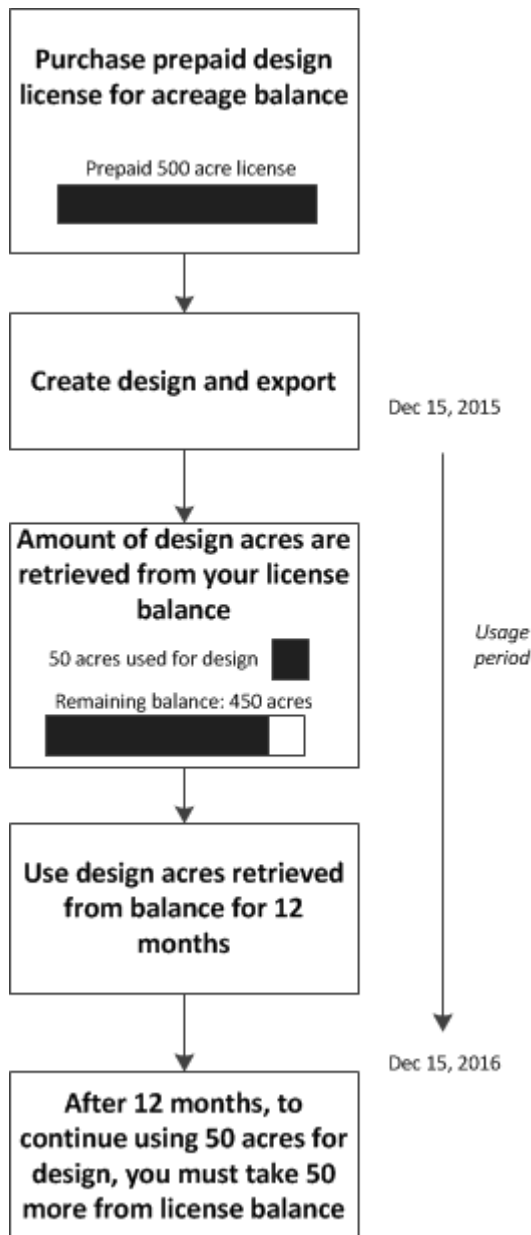 Purchase prepaid design
license for acreage balance
Prepaid 500 acre license
Create design and export
Dec 15, 2015
Amount of design acres are
retrieved from your license
balance
50 acres used for design
Remaining balance: 450 acres
Usage
period
Use design acres retrieved
from balance for 12
months
Dec 15, 2016
After 12 months, to
continue using 50 acres for
design, you must take 50
more from license balance